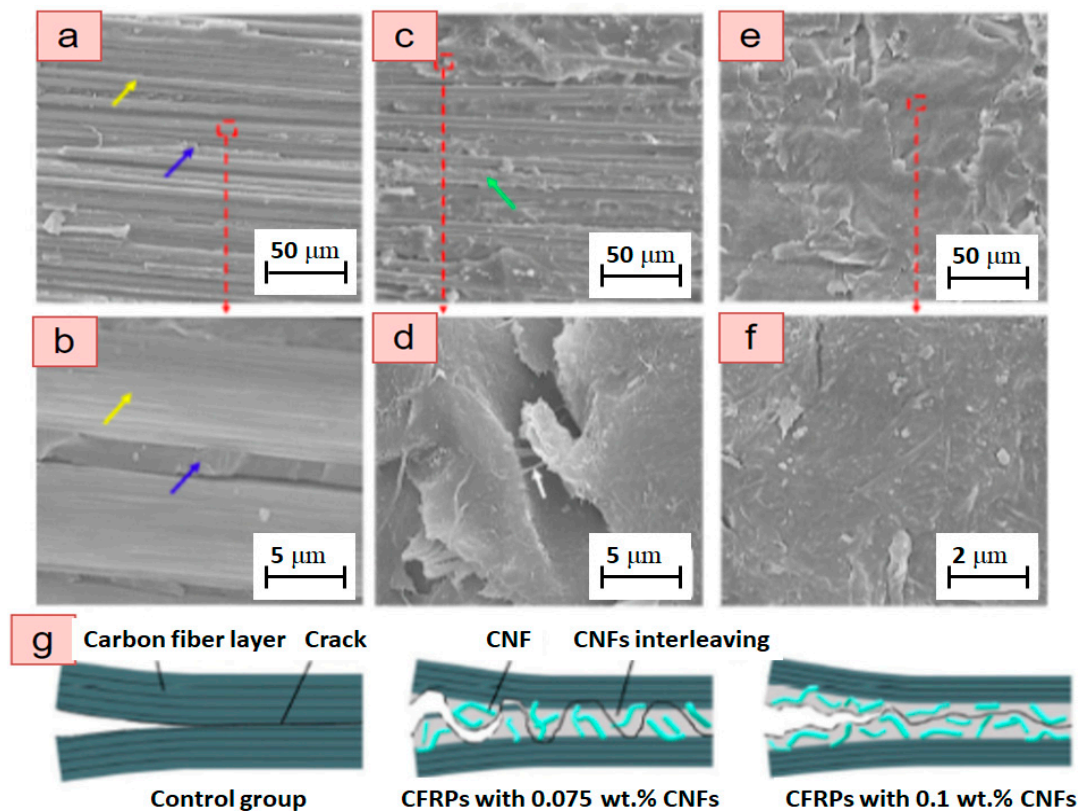 a
c
e
50 μm
50 μm
50 μm
b
d
f
5 μm
5 μm
2 μm
g
Carbon fiber layer Crack CNF CNFs interleaving
Control group CFRPs with 0.075 wt.% CNFs CFRPs with 0.1 wt.% CNFs